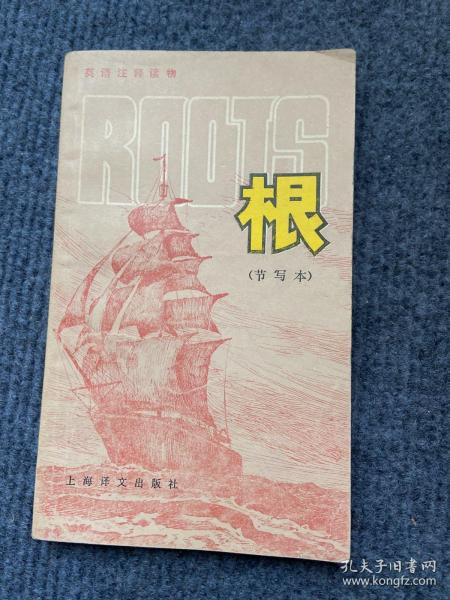 英语注释读物
ROOTS
根
(节写本)
上海译文出版社
孔夫子旧书网
www.kongfz.com